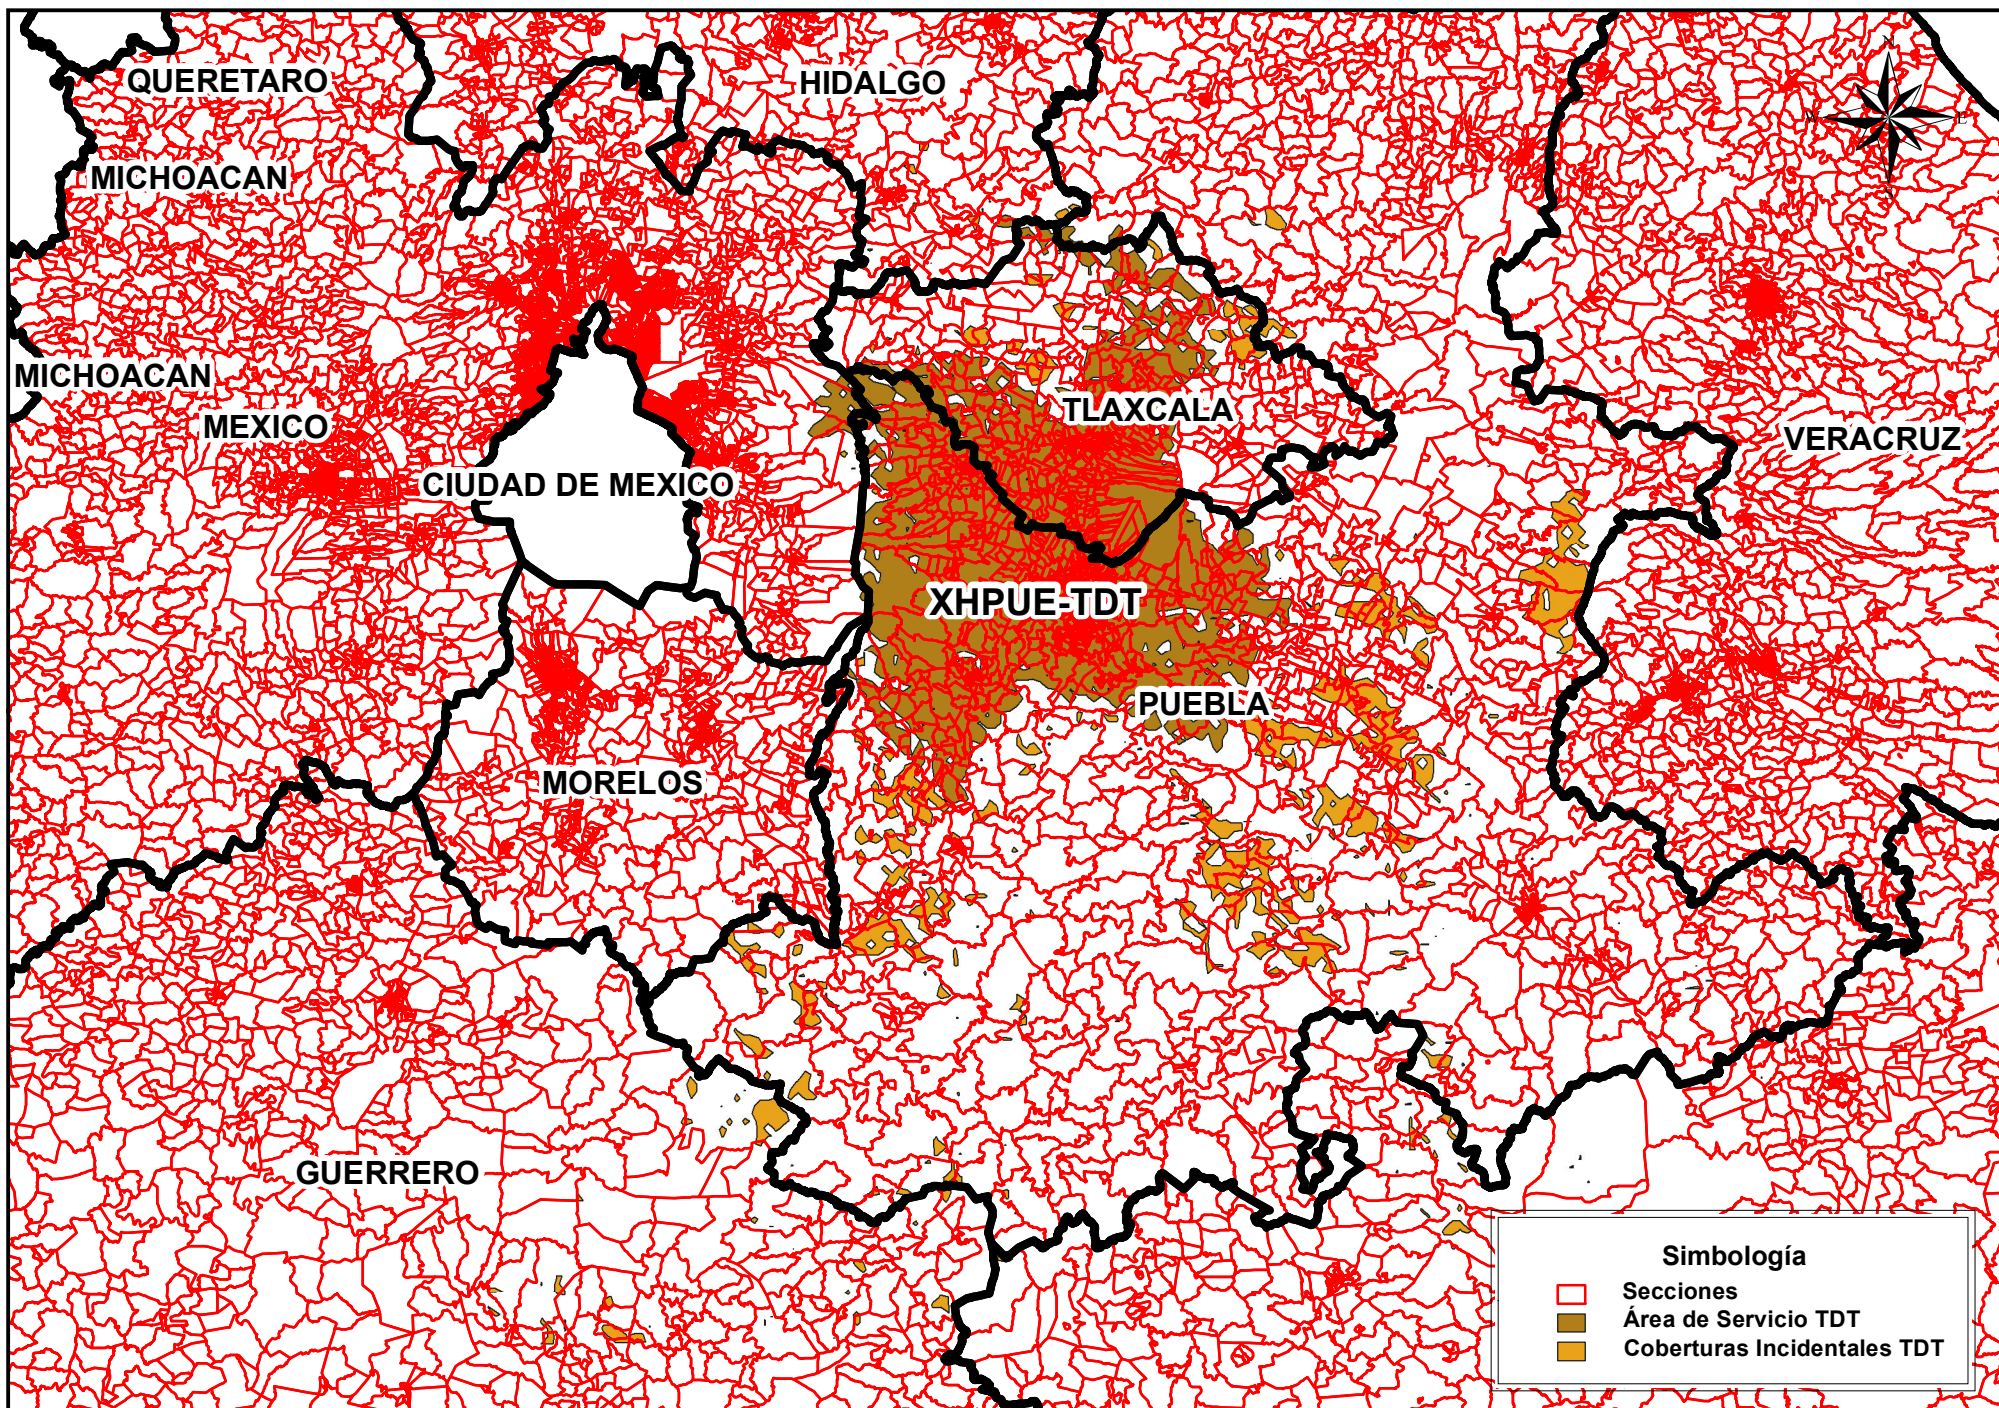 QUERETARO
HIDALGO
MICHOACAN
MICHOACAN
MEXICO
TLAXCALA
VERACRUZ
CIUDAD DE MEXICO
XHPUE-TDT
PUEBLA
MORELOS
GUERRERO
Simbología
Secciones
Área de Servicio TDT
Coberturas Incidentales TDT